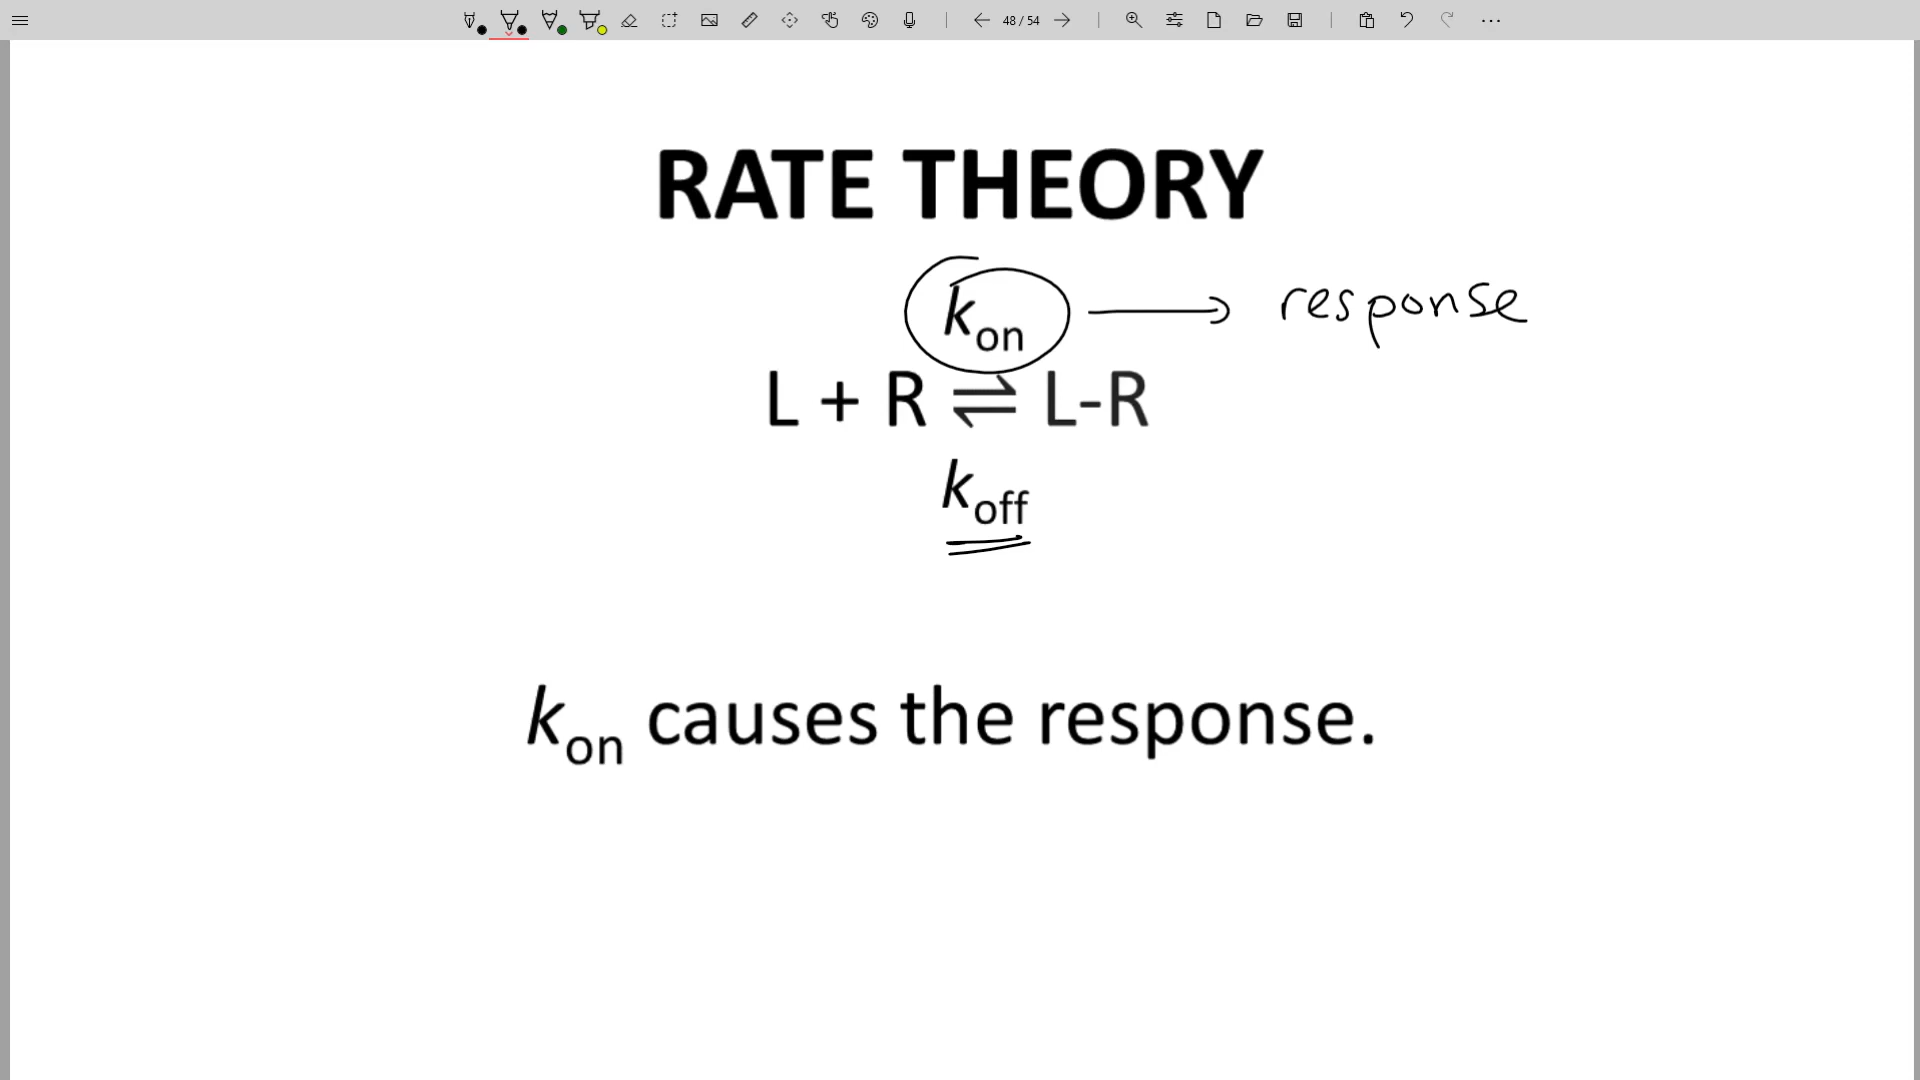 48 / 54
RATE THEORY
kon → response
L + R ⇌ L-R
koff
kon causes the response.